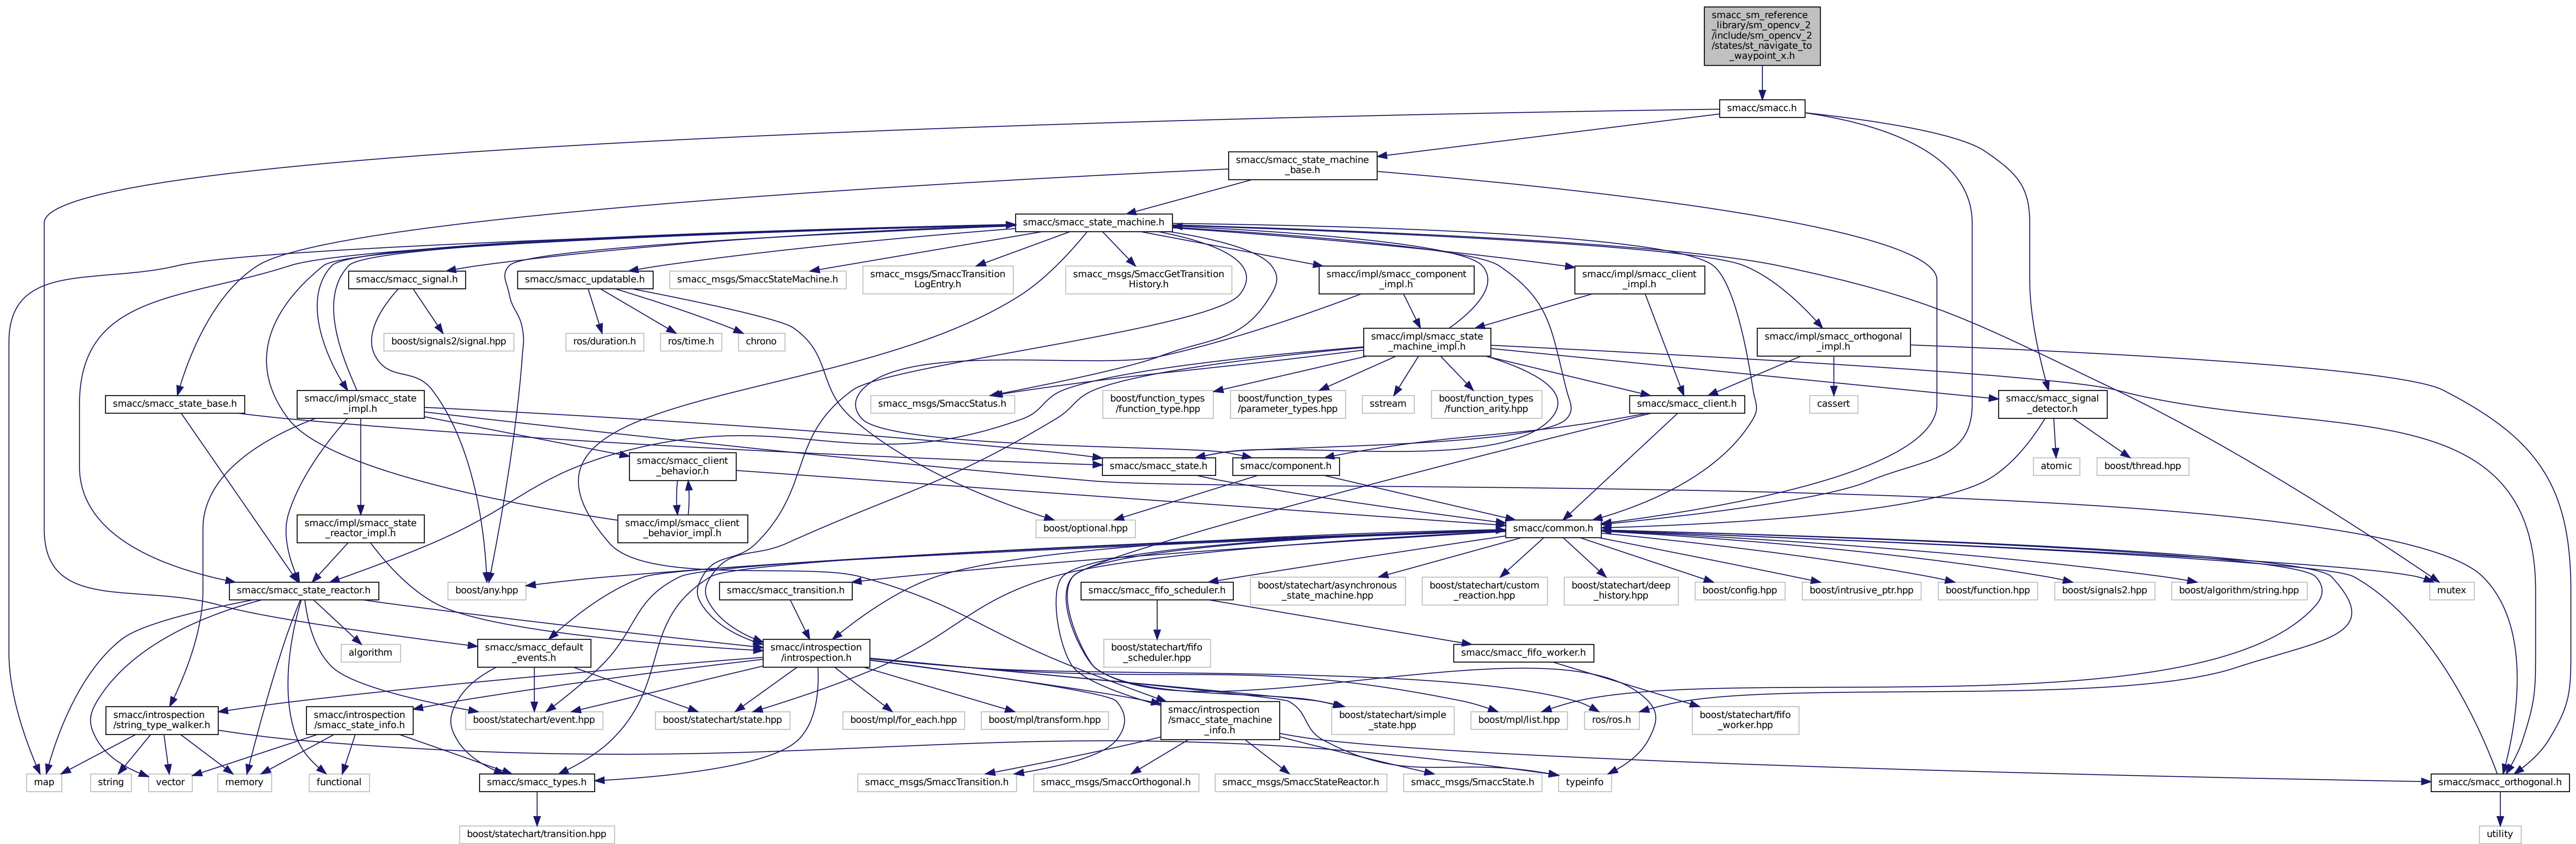 smacc_sm_reference
_library/sm_opencv_2
/include/sm_opencv_2
/states/st_navigate_to
_waypoint_x.h
smacc/smacc.h
smacc/smacc_state_machine
_base.h
smacc/smacc_state_machine.h
smacc/smacc_signal.h
smacc/smacc_updatable.h
smacc_msgs/SmaccStateMachine.h
smacc_msgs/SmaccTransition
LogEntry.h
smacc_msgs/SmaccGetTransition
History.h
smacc/impl/smacc_component
_impl.h
smacc/impl/smacc_client
_impl.h
boost/signals2/signal.hpp
ros/duration.h
ros/time.h
chrono
smacc/impl/smacc_state
_machine_impl.h
smacc/impl/smacc_orthogonal
_impl.h
smacc/smacc_state_base.h
smacc/impl/smacc_state
_impl.h
smacc_msgs/SmaccStatus.h
boost/function_types
/function_type.hpp
boost/function_types
/parameter_types.hpp
sstream
boost/function_types
/function_arity.hpp
smacc/smacc_client.h
cassert
smacc/smacc_signal
_detector.h
smacc/smacc_client
_behavior.h
smacc/smacc_state.h
smacc/component.h
atomic
boost/thread.hpp
smacc/impl/smacc_state
_reactor_impl.h
smacc/impl/smacc_client
_behavior_impl.h
boost/optional.hpp
smacc/common.h
smacc/smacc_state_reactor.h
boost/any.hpp
smacc/smacc_transition.h
smacc/smacc_fifo_scheduler.h
boost/statechart/asynchronous
_state_machine.hpp
boost/statechart/custom
_reaction.hpp
boost/statechart/deep
_history.hpp
boost/config.hpp
boost/intrusive_ptr.hpp
boost/function.hpp
boost/signals2.hpp
boost/algorithm/string.hpp
mutex
algorithm
smacc/smacc_default
_events.h
smacc/introspection
/introspection.h
boost/statechart/fifo
_scheduler.hpp
smacc/smacc_fifo_worker.h
smacc/introspection
/string_type_walker.h
smacc/introspection
/smacc_state_info.h
boost/statechart/event.hpp
boost/statechart/state.hpp
boost/mpl/for_each.hpp
boost/mpl/transform.hpp
smacc/introspection
/smacc_state_machine
_info.h
boost/statechart/simple
_state.hpp
boost/mpl/list.hpp
ros/ros.h
boost/statechart/fifo
_worker.hpp
map
string
vector
memory
functional
smacc/smacc_types.h
smacc_msgs/SmaccTransition.h
smacc_msgs/SmaccOrthogonal.h
smacc_msgs/SmaccStateReactor.h
smacc_msgs/SmaccState.h
typeinfo
smacc/smacc_orthogonal.h
boost/statechart/transition.hpp
utility